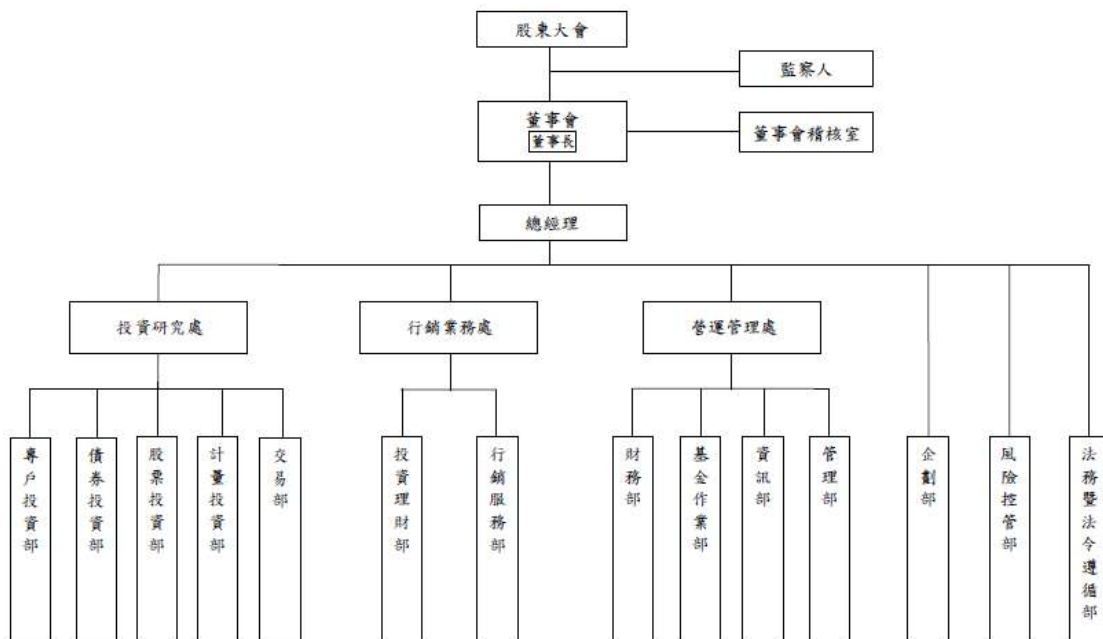 股東大會
監察人
董事會
董事長
董事會稽核室
總經理
投資研究處
行銷業務處
營運管理處
專戶投資部
債券投資部
股票投資部
計量投資部
交易部
投資理財部
行銷服務部
財務部
基金作業部
資訊部
管理部
企劃部
風險控管部
法務暨法令遵循部